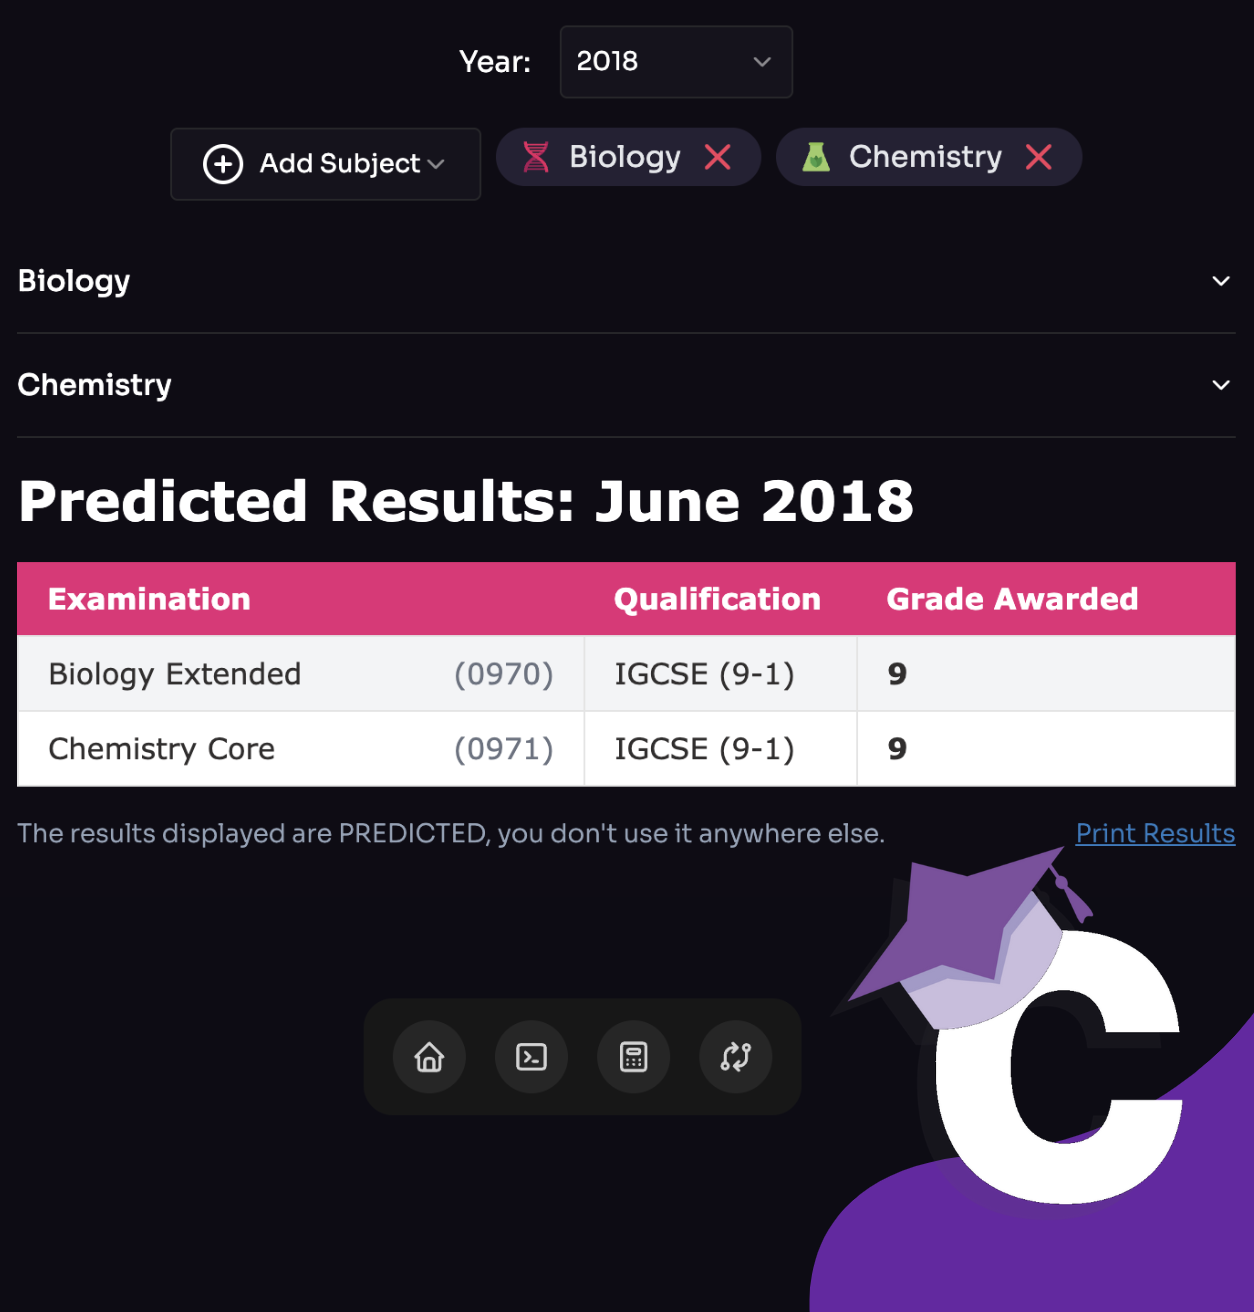 Year: 2018
Add Subject Biology Chemistry
Biology
Chemistry
Predicted Results: June 2018
Examination Qualification Grade Awarded
Biology Extended (0970) IGCSE (9-1) 9
Chemistry Core (0971) IGCSE (9-1) 9
The results displayed are PREDICTED, you don't use it anywhere else. Print Results
C